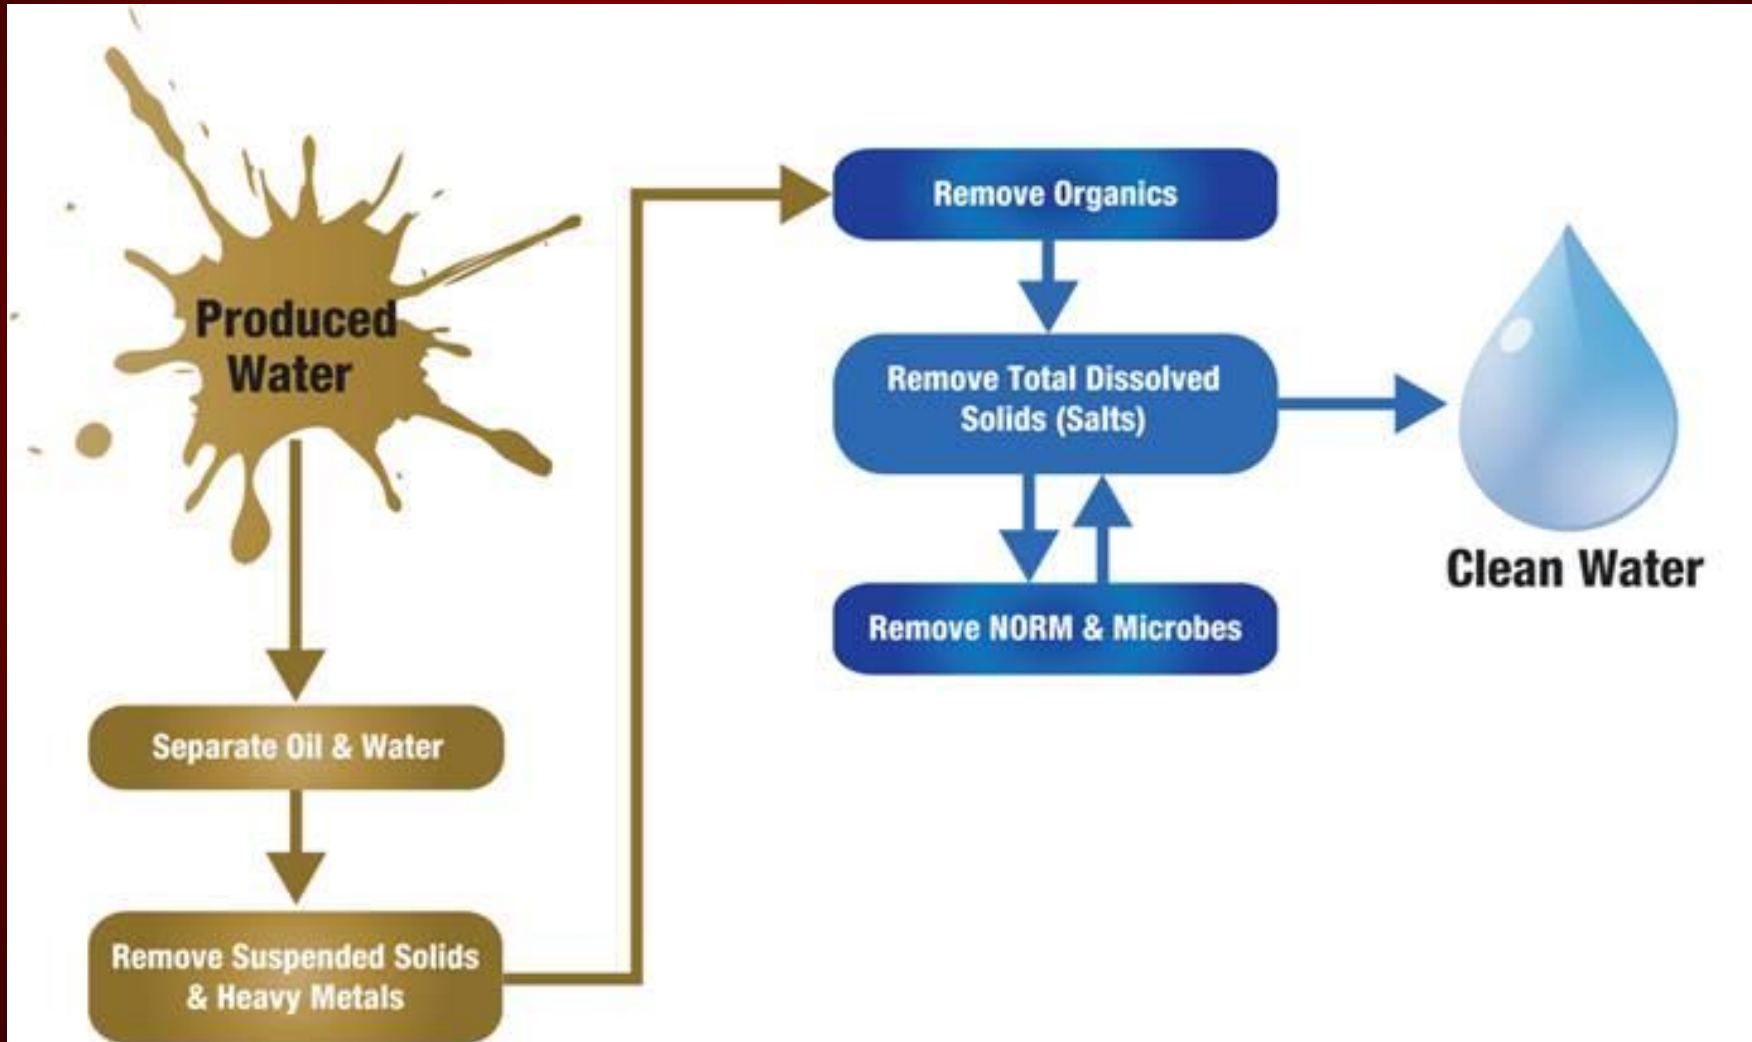 Produced
Water
Separate Oil & Water
Remove Suspended Solids
& Heavy Metals
Remove Organics
Remove Total Dissolved
Solids (Salts)
Remove NORM & Microbes
Clean Water